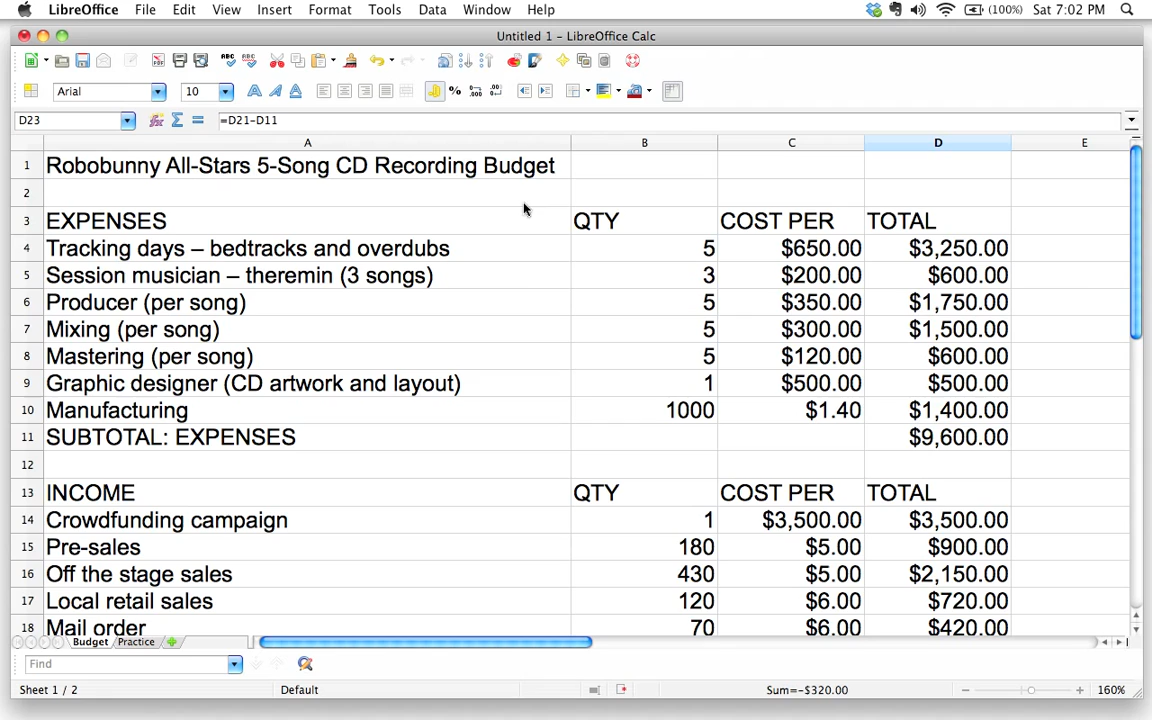 LibreOffice File Edit View Insert Format Tools Data Window Help (100%) Sat 7:02 PM
Untitled 1 – LibreOffice Calc
Arial 10
D23 =D21-D11
A B C D E
1 Robobunny All-Stars 5-Song CD Recording Budget
2
3 EXPENSES QTY COST PER TOTAL
4 Tracking days – bedtracks and overdubs 5 $650.00 $3,250.00
5 Session musician – theremin (3 songs) 3 $200.00 $600.00
6 Producer (per song) 5 $350.00 $1,750.00
7 Mixing (per song) 5 $300.00 $1,500.00
8 Mastering (per song) 5 $120.00 $600.00
9 Graphic designer (CD artwork and layout) 1 $500.00 $500.00
10 Manufacturing 1000 $1.40 $1,400.00
11 SUBTOTAL: EXPENSES $9,600.00
12
13 INCOME QTY COST PER TOTAL
14 Crowdfunding campaign 1 $3,500.00 $3,500.00
15 Pre-sales 180 $5.00 $900.00
16 Off the stage sales 430 $5.00 $2,150.00
17 Local retail sales 120 $6.00 $720.00
18 Mail order 70 $6.00 $420.00
Budget Practice
Find
Sheet 1 / 2 Default Sum=-$320.00 160%